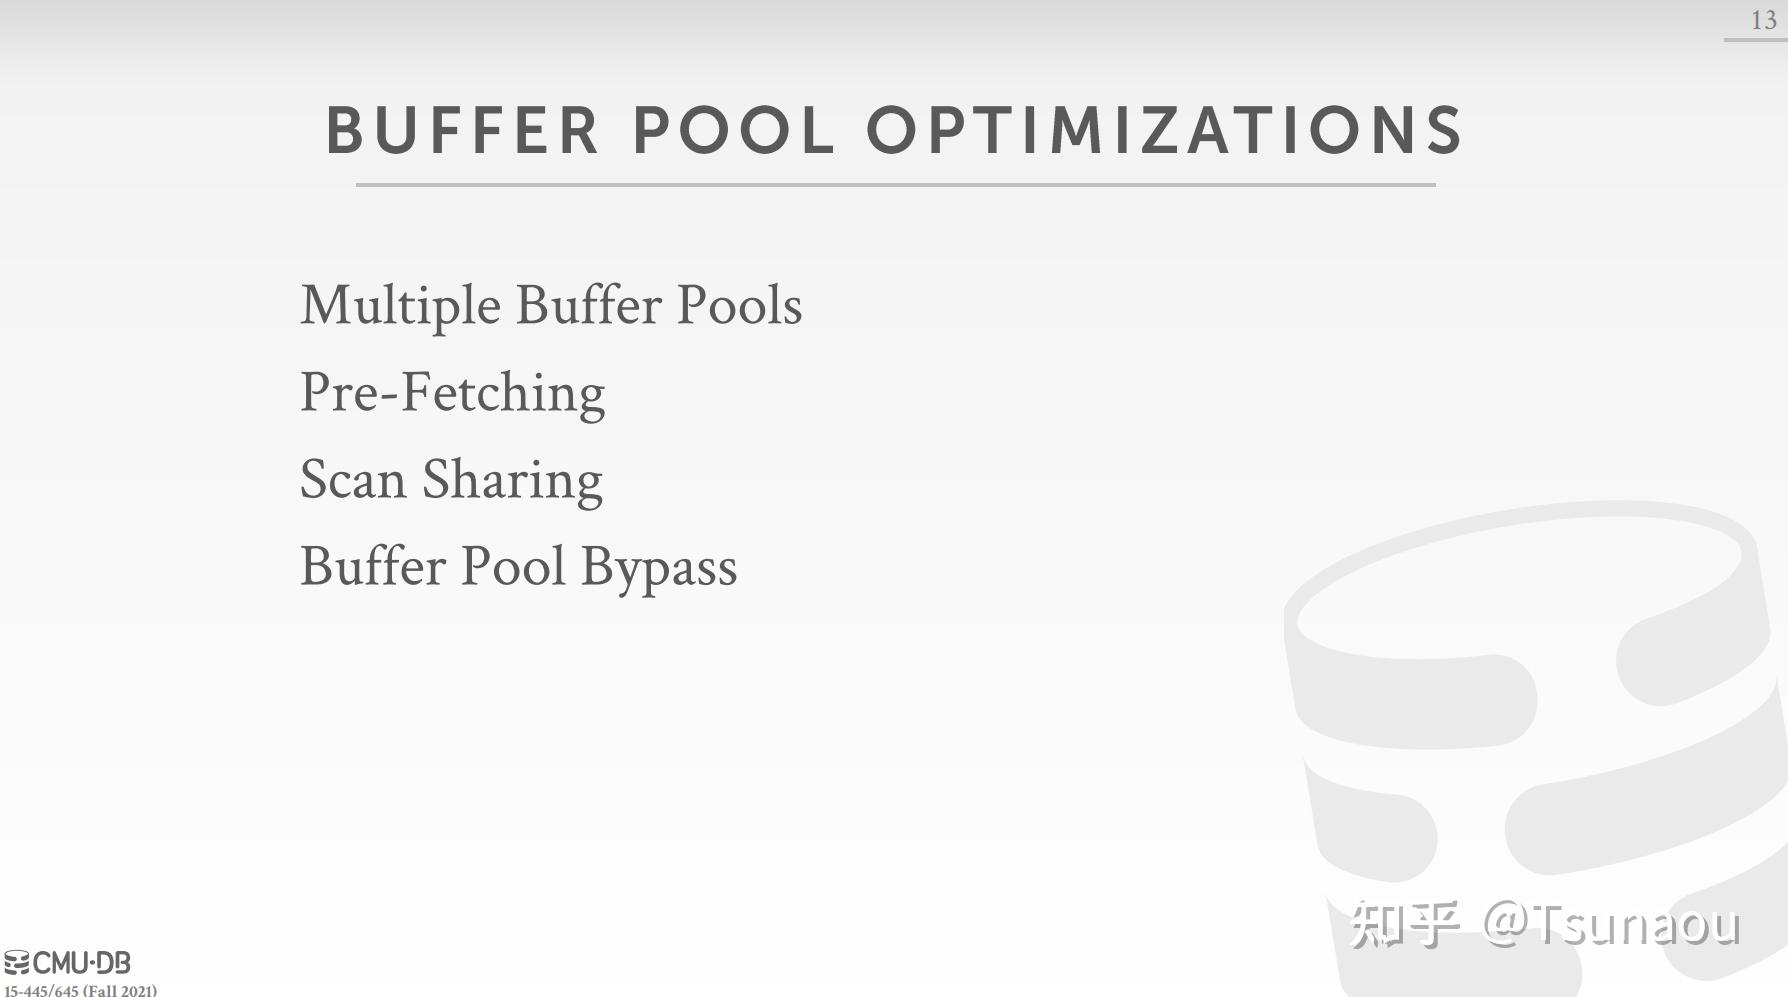 13
BUFFER POOL OPTIMIZATIONS
Multiple Buffer Pools
Pre-Fetching
Scan Sharing
Buffer Pool Bypass
知乎 @Tsunaou
CMU·DB
15-445/645 (Fall 2021)